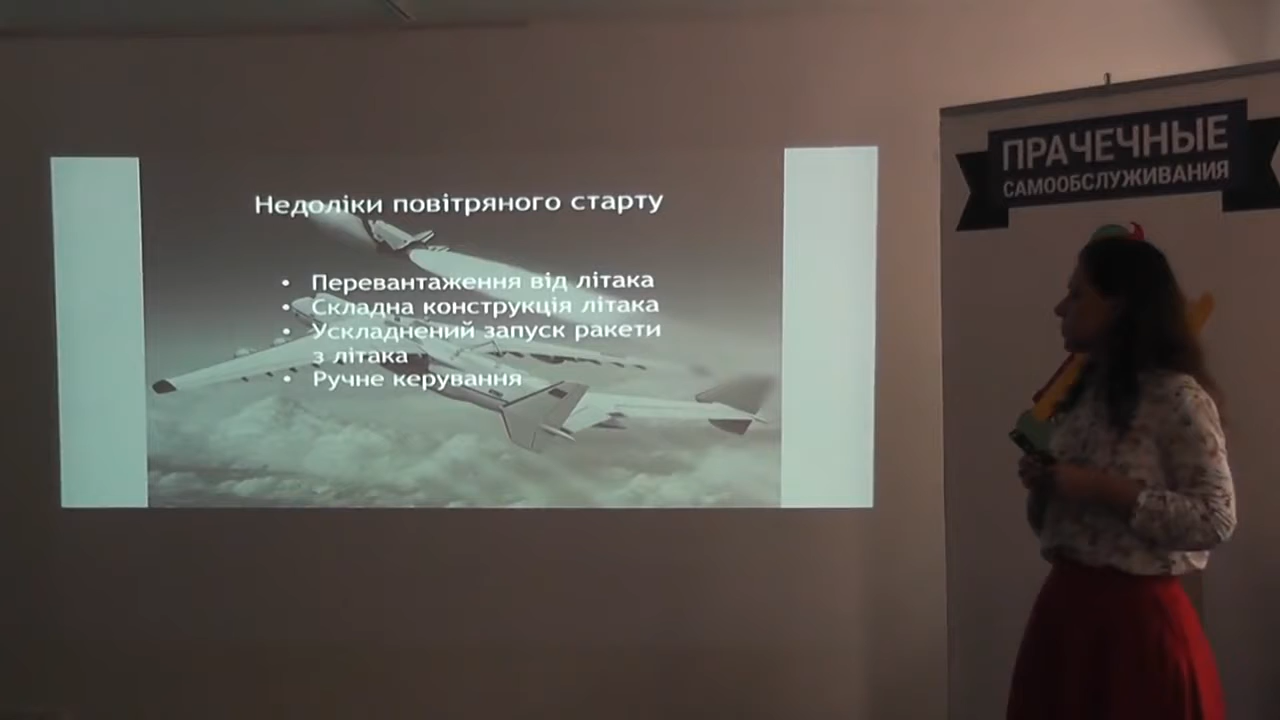 Недоліки повітряного старту
• Перевантаження від літака
• Складна конструкція літака
• Ускладнений запуск ракети
з літака
• Ручне керування
ПРАЧЕЧНЫЕ
САМООБСЛУЖИВАНИЯ